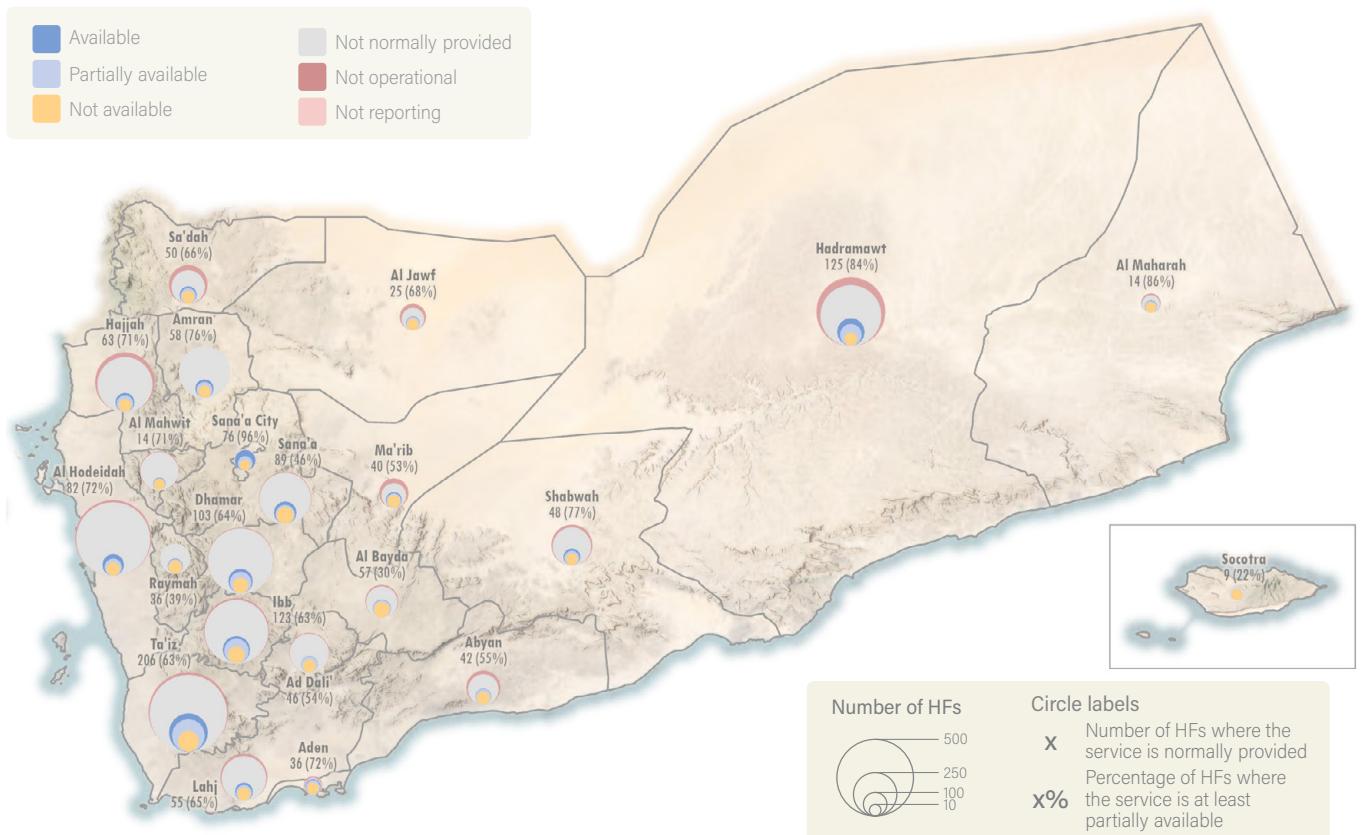 Available
Partially available
Not available
Not normally provided
Not operational
Not reporting
Sa'dah
50 (66%)
Al Jawf
25 (68%)
Hadramawt
125 (84%)
Al Maharah
14 (86%)
Hajjah
63 (71%)
Amran
58 (76%)
Al Mahwit
14 (71%)
Sana'a City
76 (96%)
Sana'a
89 (46%)
Ma'rib
40 (53%)
Al Hodeidah
82 (72%)
Dhamar
103 (64%)
Shabwah
48 (77%)
Al Bayda
57 (30%)
Raymah
36 (39%)
Ibb
123 (63%)
Socotra
9 (22%)
Ta'iz
206 (63%)
Ad Dali'
46 (54%)
Abyan
42 (55%)
Aden
36 (72%)
Lahj
55 (65%)
Number of HFs
500
250
100
10
Circle labels
x Number of HFs where the
service is normally provided
x% Percentage of HFs where
the service is at least
partially available